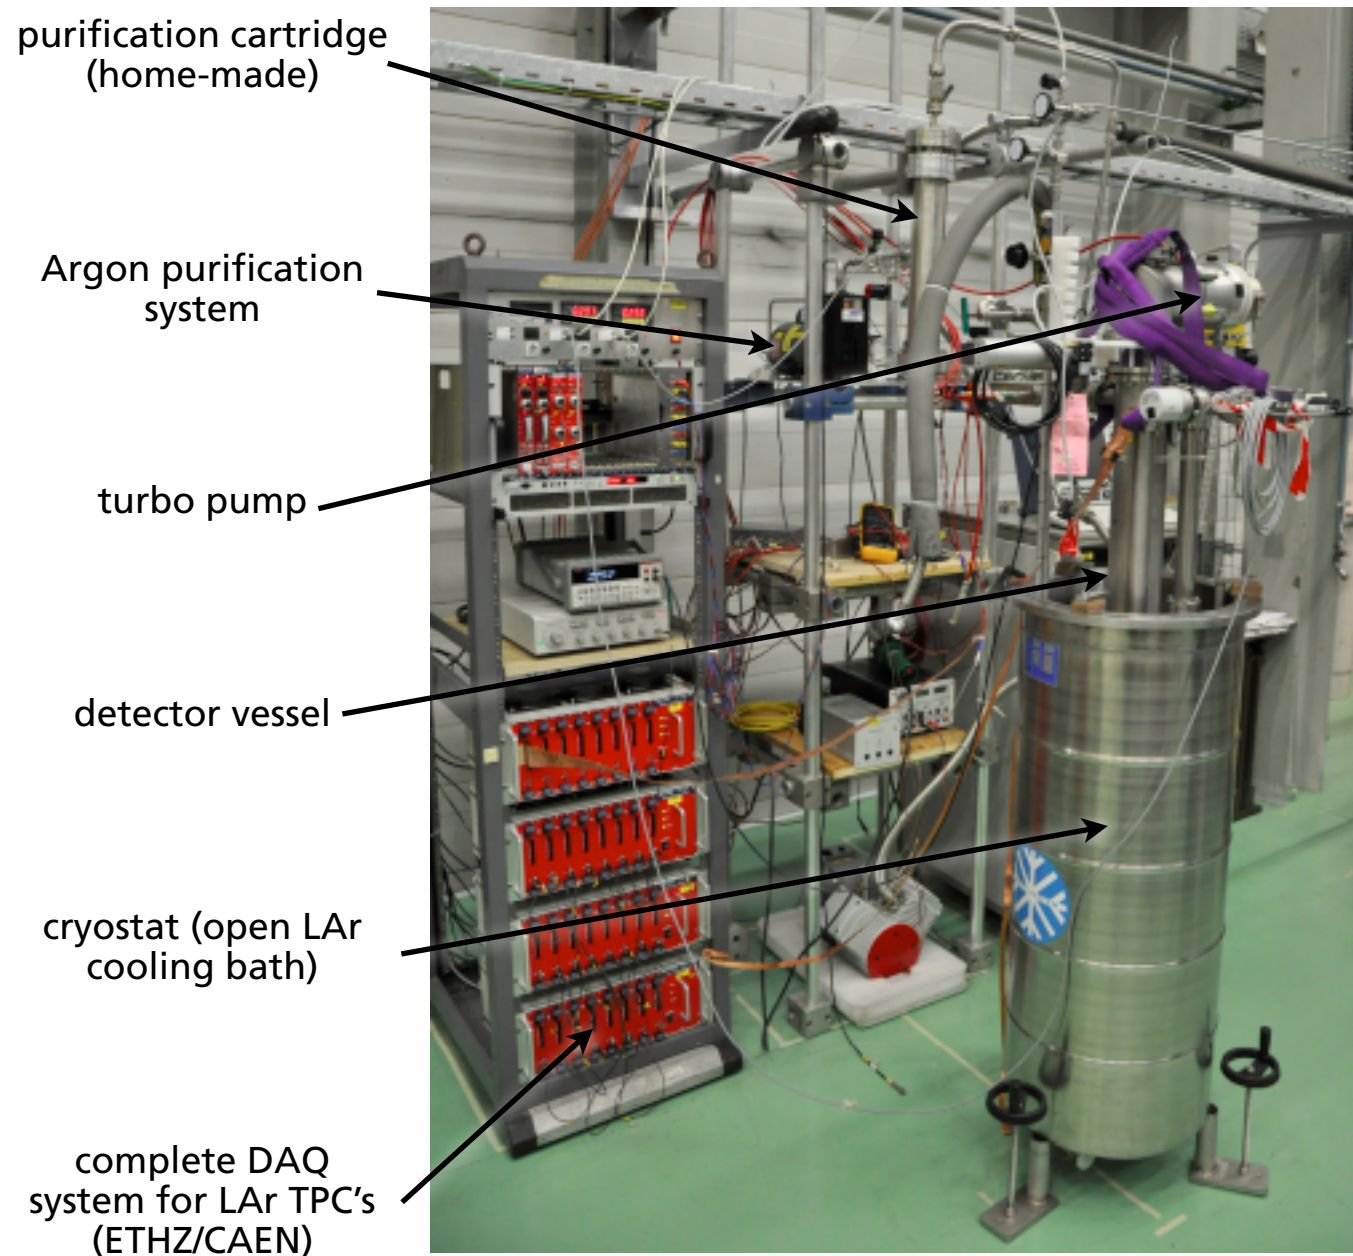 purification cartridge
(home-made)
Argon purification
system
turbo pump
detector vessel
cryostat (open LAr
cooling bath)
complete DAQ
system for LAr TPC's
(ETHZ/CAEN)